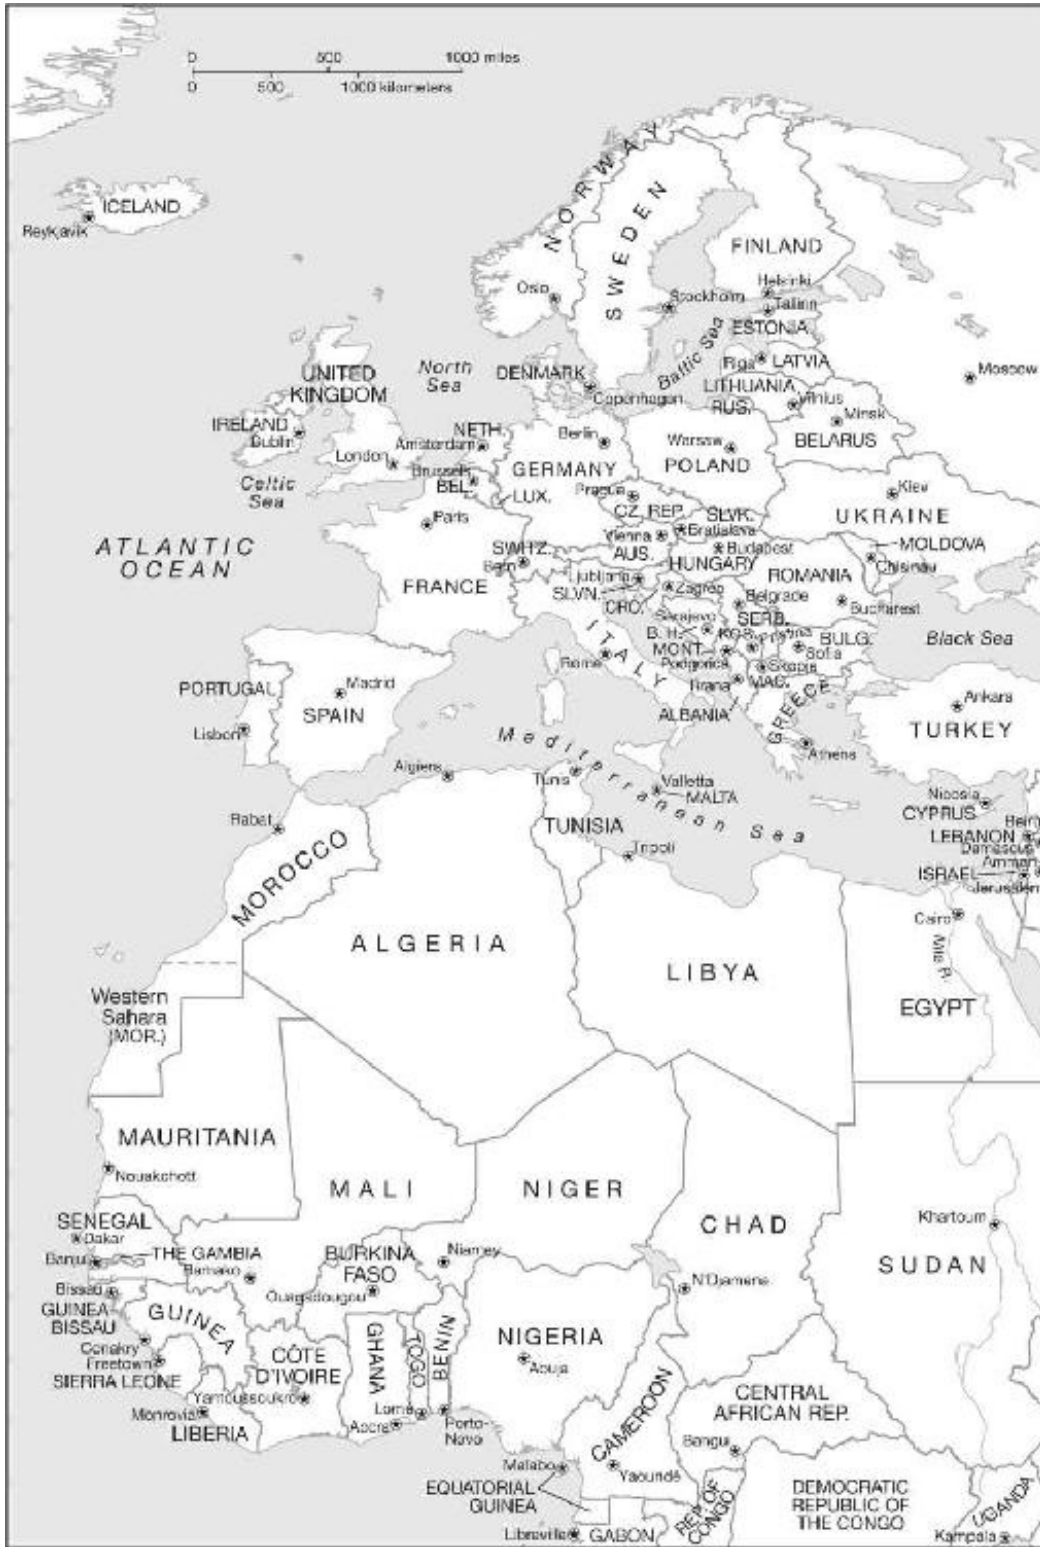 0 500 1000 miles
0 500 1000 kilometers
ICELAND
Reykjavik
NORWAY
SWEDEN
FINLAND
Helsinki
Oslo
Stockholm
Tallinn
ESTONIA
Baltic Sea
Riga
LATVIA
North
Sea
DENMARK
Copenhagen
LITHUANIA
RUS.
Vilnius
Moscow
UNITED
KINGDOM
IRELAND
Dublin
London
Celtic
Sea
NETH.
Amsterdam
Brussels
BEL.
LUX.
Berlin
GERMANY
Warsaw
POLAND
Minsk
BELARUS
Kiev
UKRAINE
Prague
CZ. REP.
SLVK.
Bratislava
Vienna
AUS.
Budapest
HUNGARY
MOLDOVA
Chisinau
Paris
FRANCE
SWITZ.
Bern
Ljubljana
SLVN.
Zagreb
CRO.
ROMANIA
Bucharest
Belgrade
SERB.
Sarajevo
B. H.
KOS.
MONT.
Podgorica
BULG.
Sofia
Skopje
MAC.
Tirana
ALBANIA
ITALY
Rome
GREECE
Athens
Black Sea
ATLANTIC
OCEAN
PORTUGAL
Lisbon
Madrid
SPAIN
Ankara
TURKEY
Mediterranean Sea
Algiers
Tunis
Valletta
MALTA
Nicosia
CYPRUS
LEBANON
Damascus
Amman
ISRAEL
Jerusalem
Rabat
MOROCCO
TUNISIA
Tripoli
ALGERIA
LIBYA
Cairo
Nile R.
EGYPT
Western
Sahara
(MOR.)
MAURITANIA
Nouakchott
MALI
NIGER
CHAD
Khartoum
SUDAN
SENEGAL
Dakar
Banjul
THE GAMBIA
Bamako
BURKINA
FASO
Ouagadougou
Niamey
N'Djamena
Bissau
GUINEA-
BISSAU
GUINEA
Conakry
Freetown
SIERRA LEONE
CÔTE
D'IVOIRE
Yamoussoukro
GHANA
TOGO
BENIN
NIGERIA
Abuja
Monrovia
LIBERIA
Lomé
Accra
Porto-
Novo
CAMEROON
Yaoundé
CENTRAL
AFRICAN REP.
Bangui
Malabo
EQUATORIAL
GUINEA
Libreville
GABON
REP. OF
CONGO
DEMOCRATIC
REPUBLIC OF
THE CONGO
UGANDA
Kampala